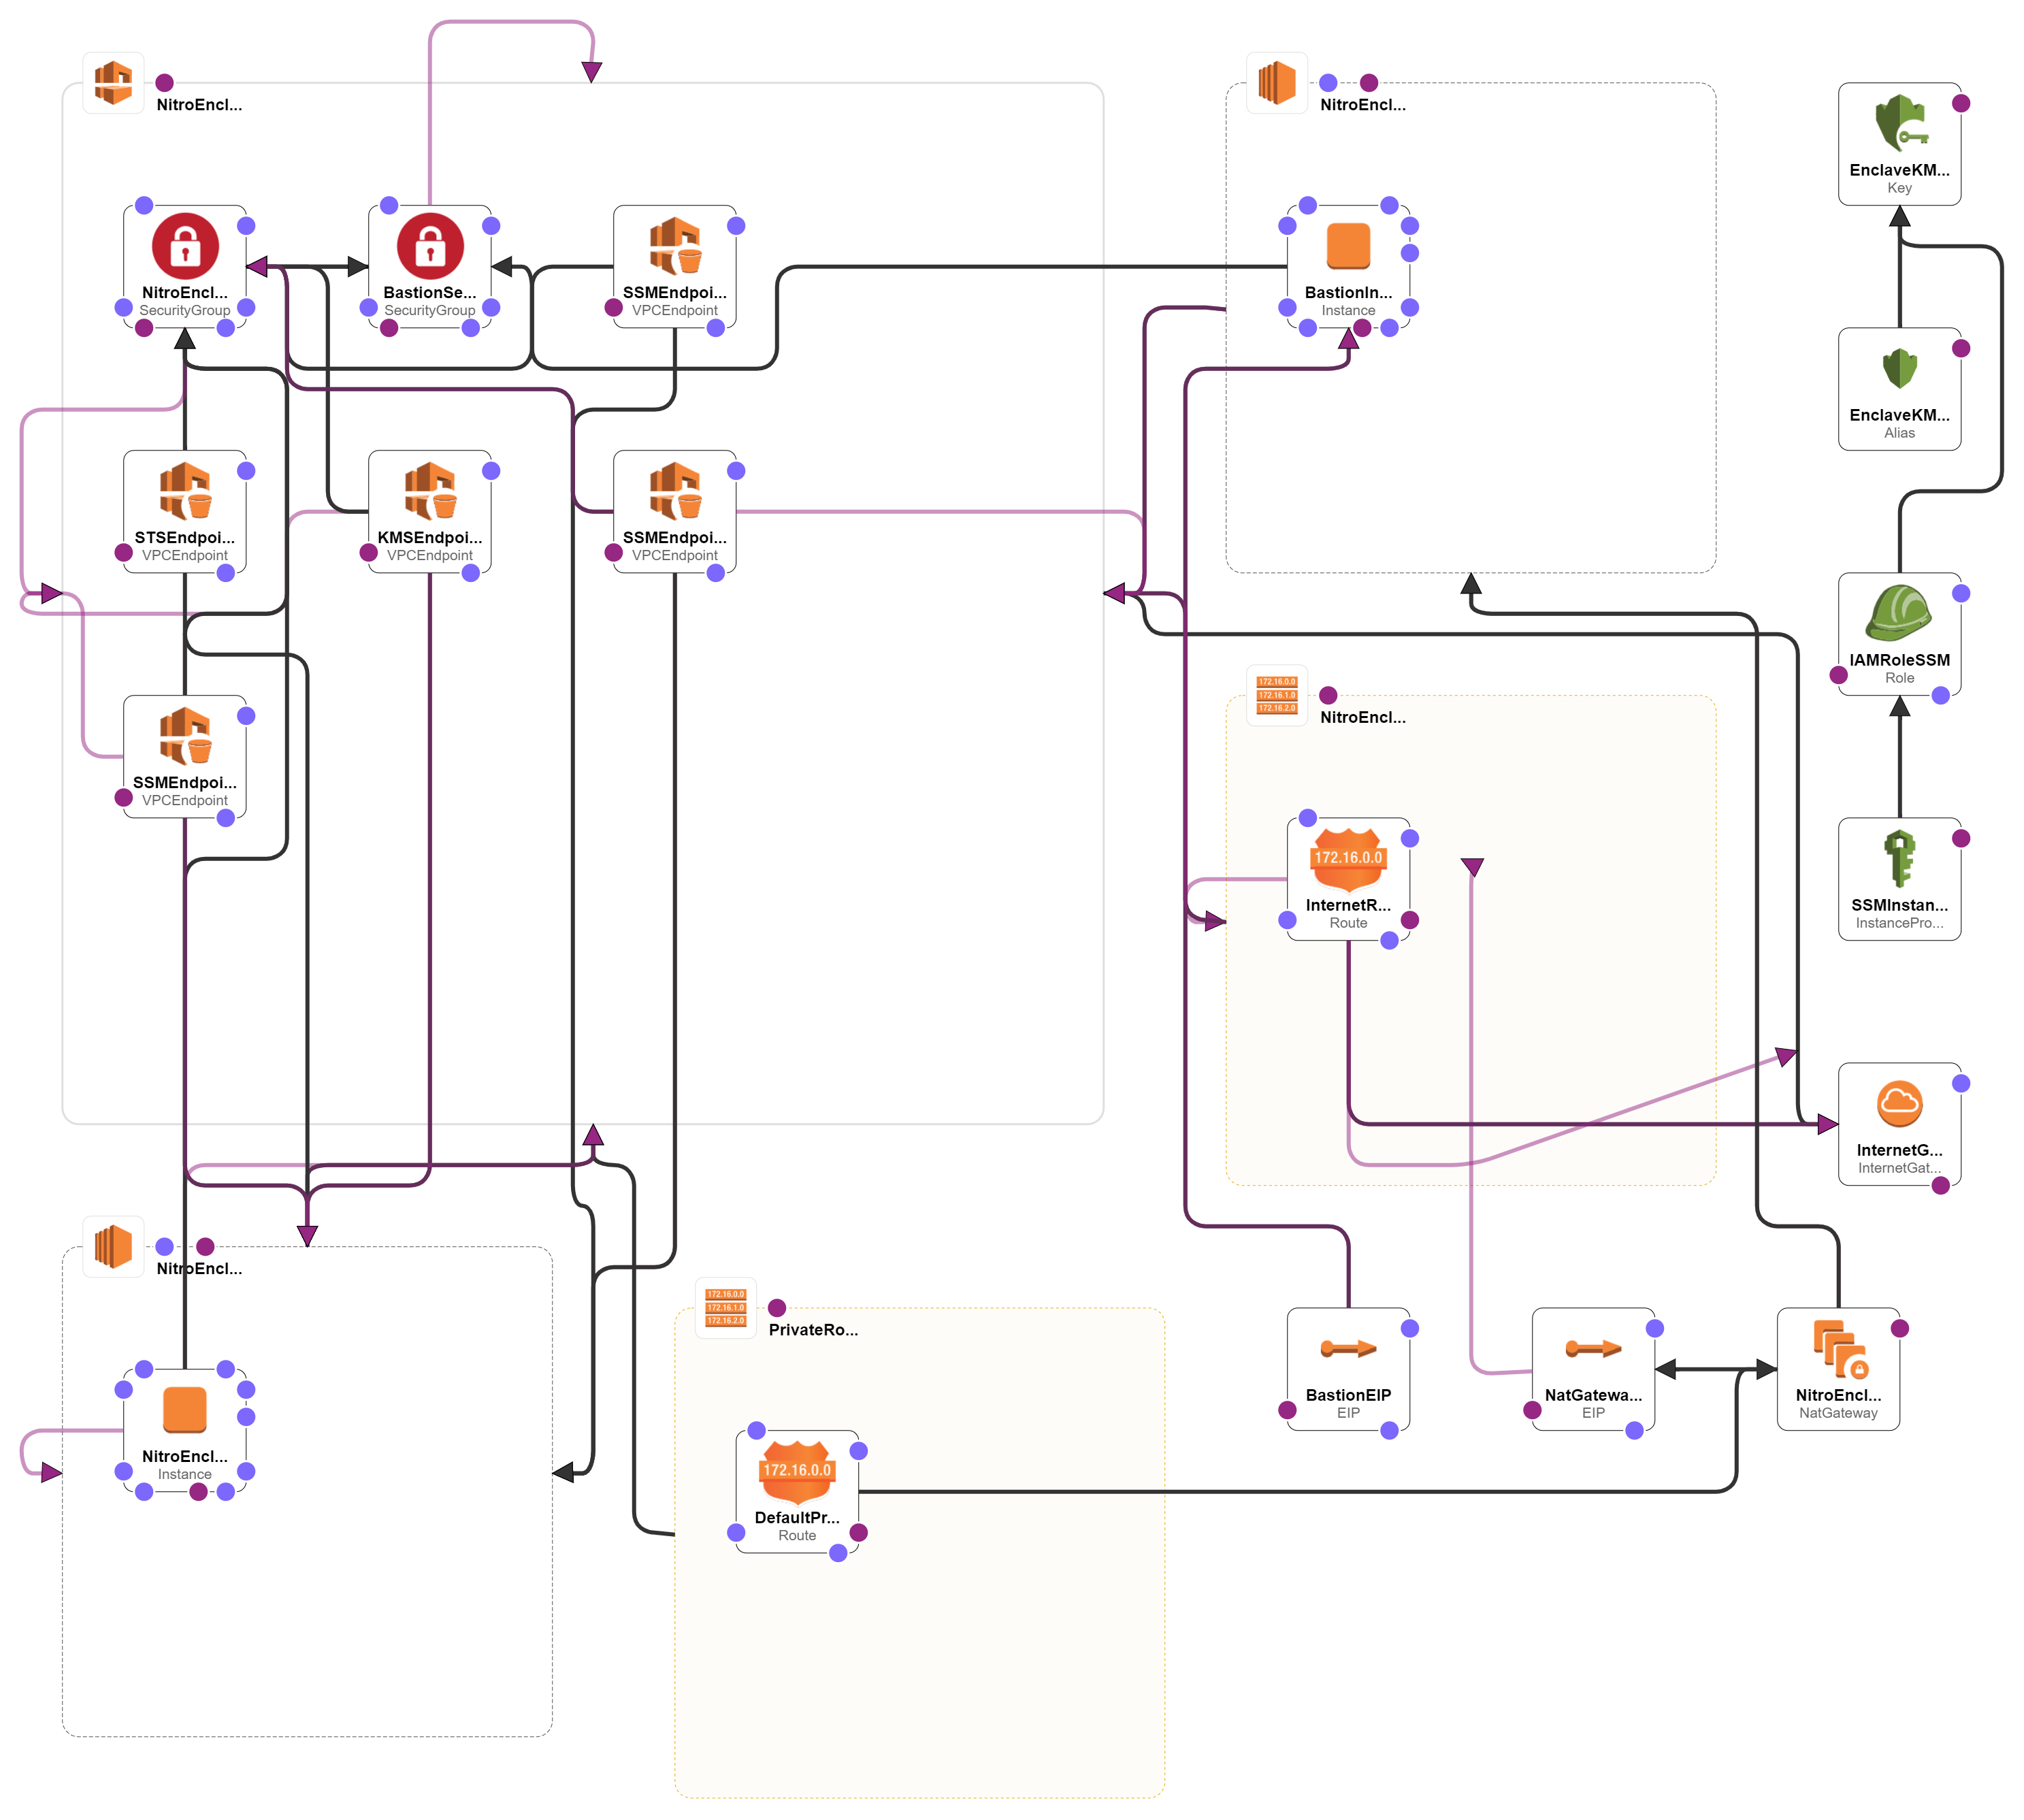 NitroEncl...
NitroEncl...
EnclaveKM...
Key
NitroEncl...
SecurityGroup
BastionSe...
SecurityGroup
SSMEndpoi...
VPCEndpoint
BastionIn...
Instance
EnclaveKM...
Alias
STSEndpoi...
VPCEndpoint
KMSEndpoi...
VPCEndpoint
SSMEndpoi...
VPCEndpoint
IAMRoleSSM
Role
172.16.0.0
172.16.1.0
172.16.2.0
NitroEncl...
SSMEndpoi...
VPCEndpoint
172.16.0.0
InternetR...
Route
SSMInstan...
InstancePro...
InternetG...
InternetGat...
NitroEncl...
172.16.0.0
172.16.1.0
172.16.2.0
PrivateRo...
BastionEIP
EIP
NatGatewa...
EIP
NitroEncl...
NatGateway
NitroEncl...
Instance
172.16.0.0
DefaultPr...
Route